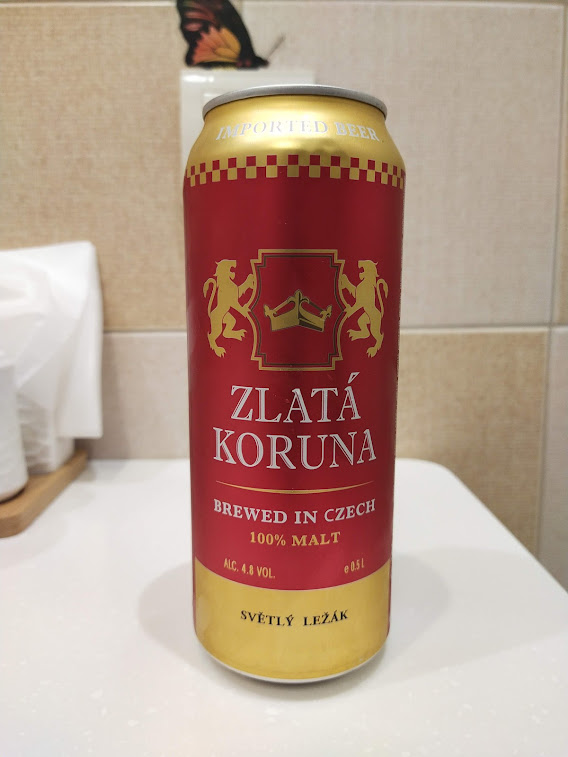 IMPORTED BEER
ZLATÁ
KORUNA
BREWED IN CZECH
100% MALT
ALC. 4.8 VOL. e 0.5 L
SVĚTLÝ LEŽÁK